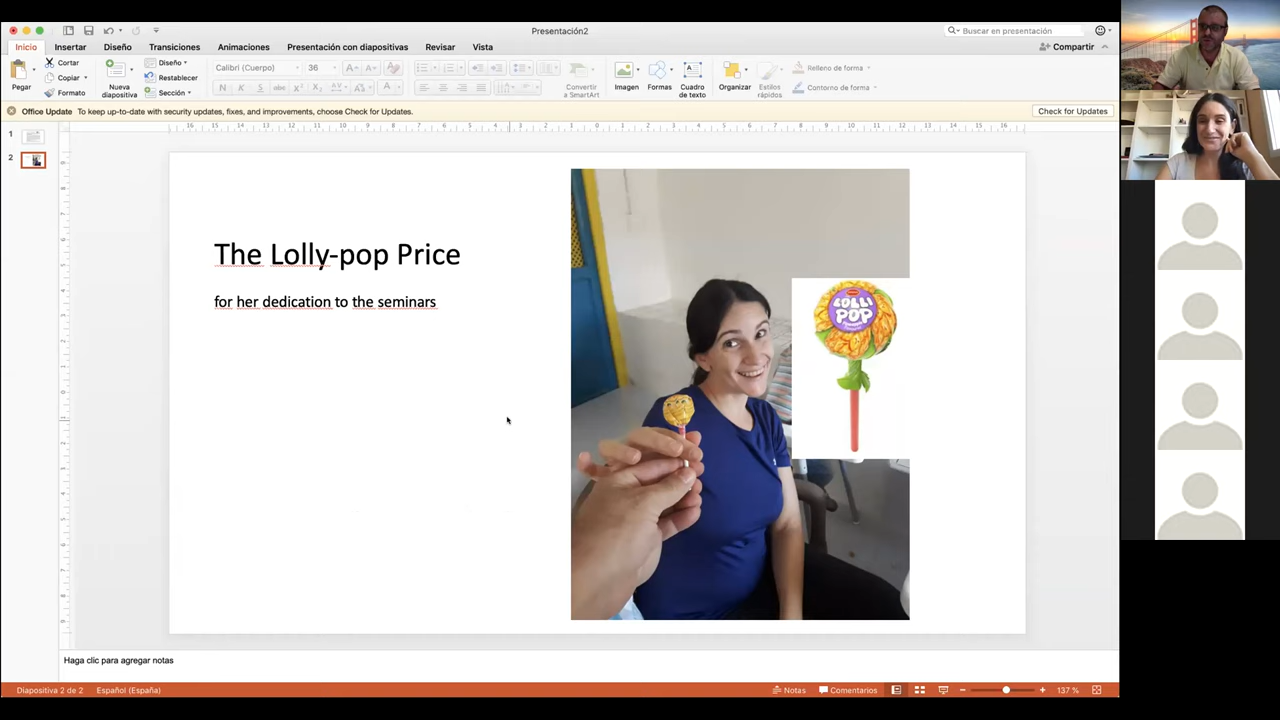 Presentación2
Buscar en presentación
Inicio Insertar Diseño Transiciones Animaciones Presentación con diapositivas Revisar Vista
Compartir
Pegar
Cortar
Copiar
Formato
Nueva diapositiva
Diseño
Restablecer
Sección
Calibri (Cuerpo) 36
Convertir a SmartArt
Imagen
Formas
Cuadro de texto
Organizar
Estilos rápidos
Relleno de forma
Contorno de forma
Office Update To keep up-to-date with security updates, fixes, and improvements, choose Check for Updates.
Check for Updates
1
2
The Lolly-pop Price
for her dedication to the seminars
LOLLI
POP
Haga clic para agregar notas
Diapositiva 2 de 2 Español (España) Notas Comentarios 137 %